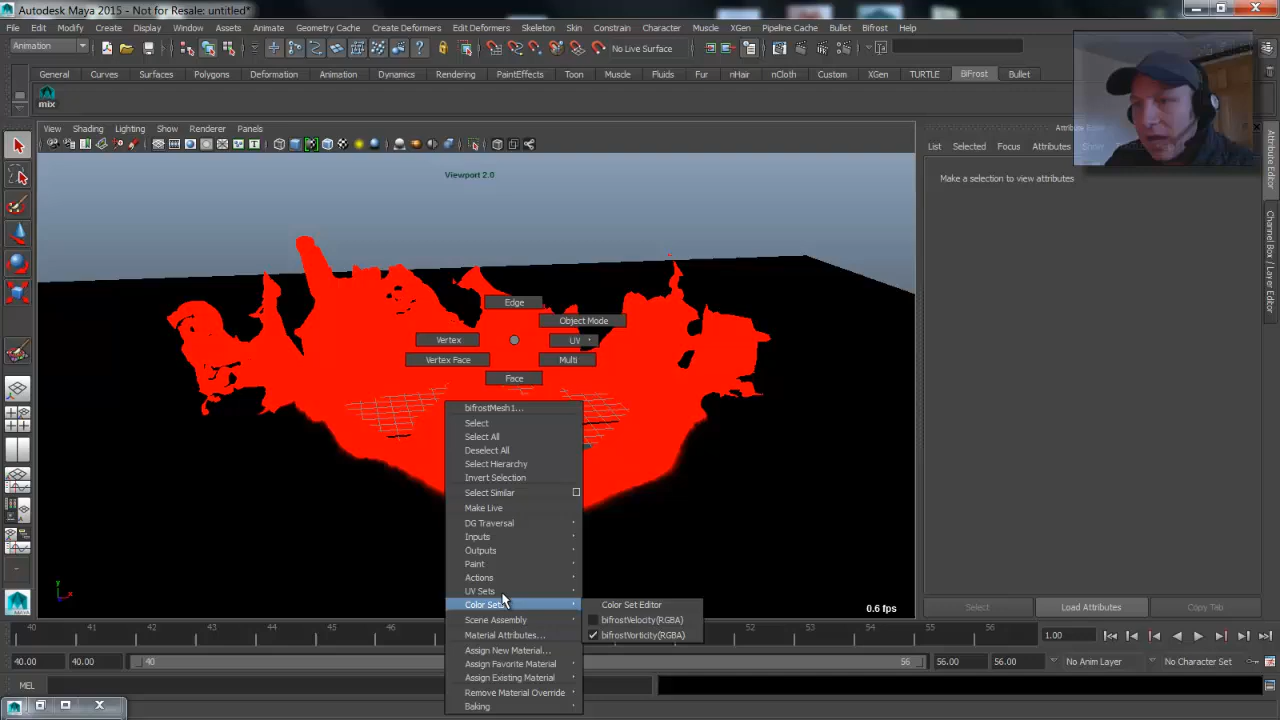 Autodesk Maya 2015 - Not for Resale: untitled*
File Edit Modify Create Display Window Assets Animate Geometry Cache Create Deformers Edit Deformers Skeleton Skin Constrain Character Muscle XGen Pipeline Cache Bullet Bifrost Help
Animation
No Live Surface
General Curves Surfaces Polygons Deformation Animation Dynamics Rendering PaintEffects Toon Muscle Fluids Fur nHair nCloth Custom XGen TURTLE BiFrost Bullet
mix
View Shading Lighting Show Renderer Panels
List Selected Focus Attributes Show
Viewport 2.0
Make a selection to view attributes
Attribute Editor
Channel Box / Layer Editor
Edge
Object Mode
Vertex
UV
Vertex Face
Multi
Face
bifrostMesh1...
Select
Select All
Deselect All
Select Hierarchy
Invert Selection
Select Similar
Make Live
DG Traversal
Inputs
Outputs
Paint
Actions
UV Sets
Color Sets
Scene Assembly
Material Attributes...
Assign New Material...
Assign Favorite Material
Assign Existing Material
Remove Material Override
Baking
Color Set Editor
bifrostVelocity(RGBA)
bifrostVorticity(RGBA)
y
0.6 fps
Select Load Attributes Copy Tab
40 41 42 43 44 45 46 52 53 54 55 56
1.00
40.00 40.00 40 56 56.00 56.00 No Anim Layer No Character Set
MEL